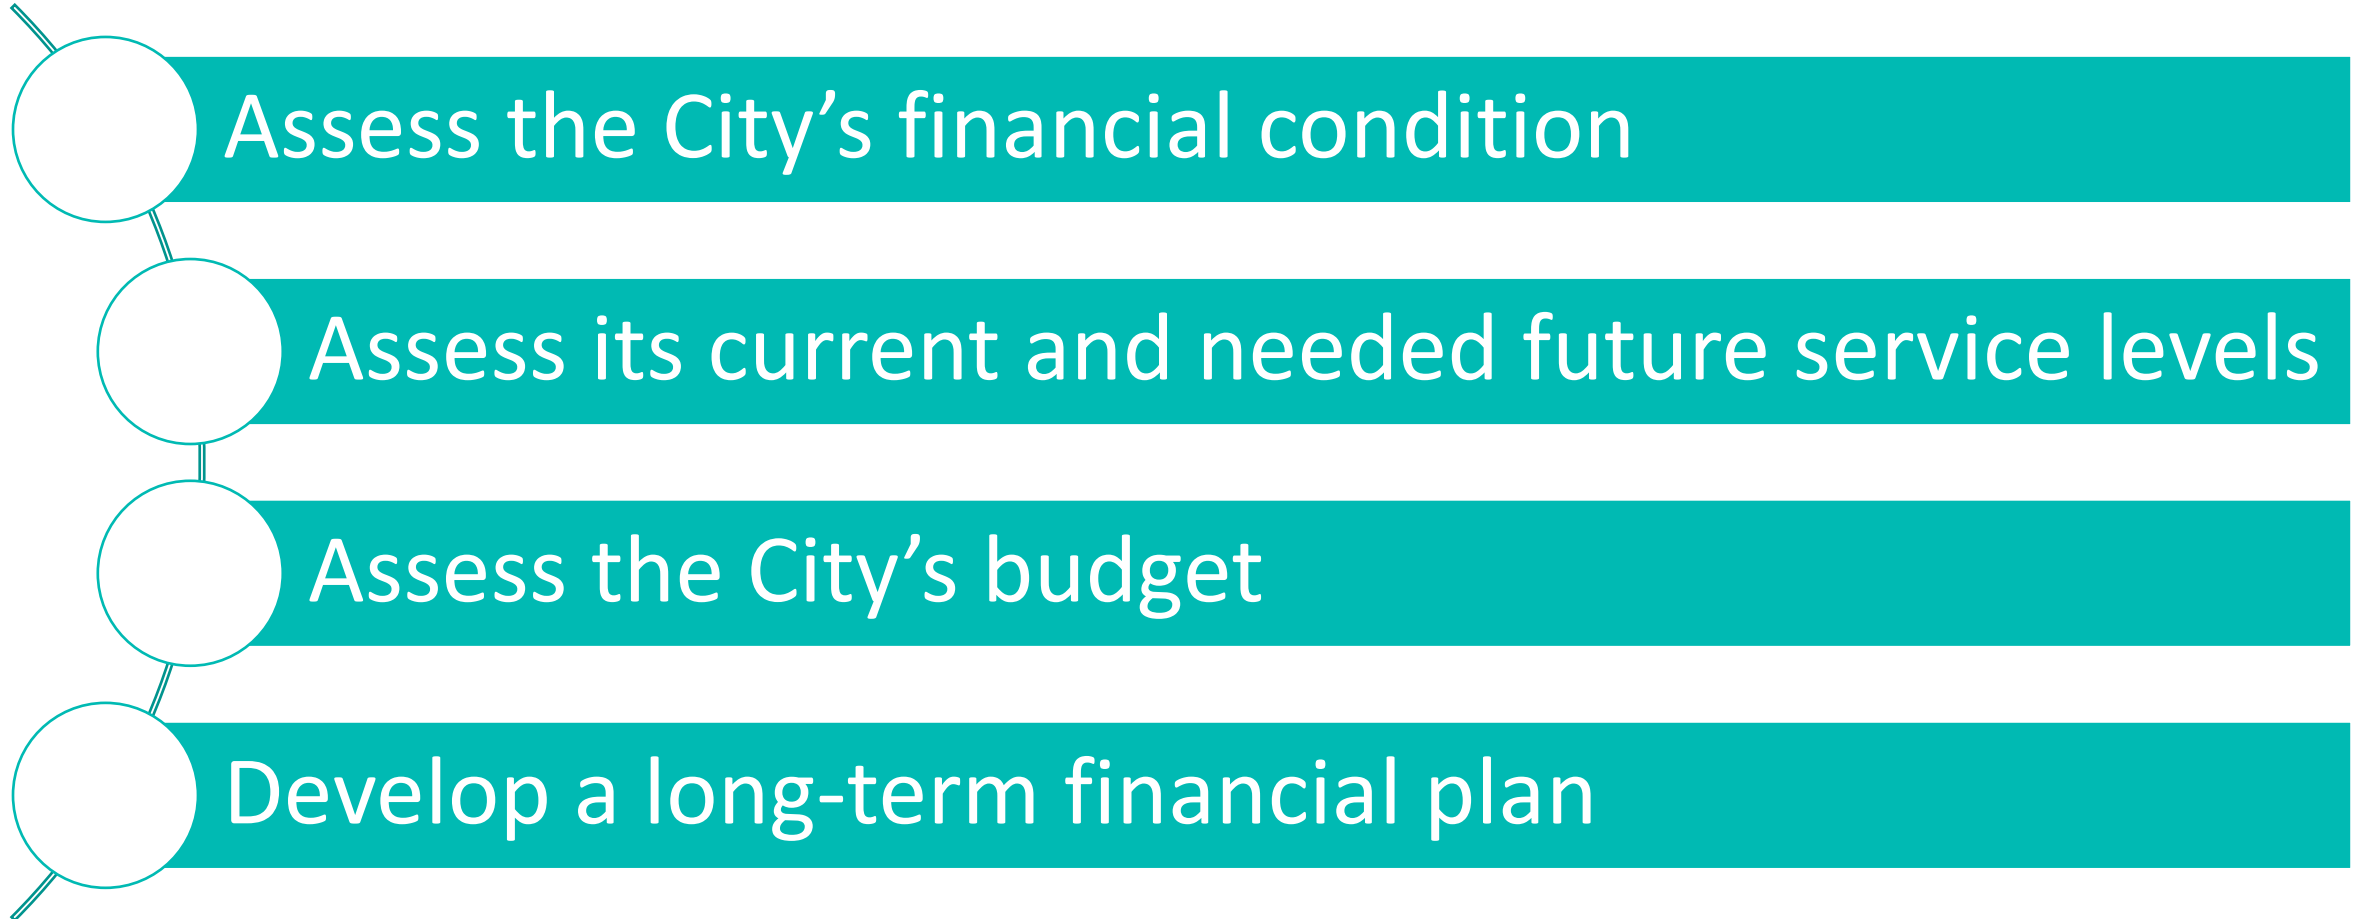 Assess the City’s financial condition
Assess its current and needed future service levels
Assess the City’s budget
Develop a long-term financial plan